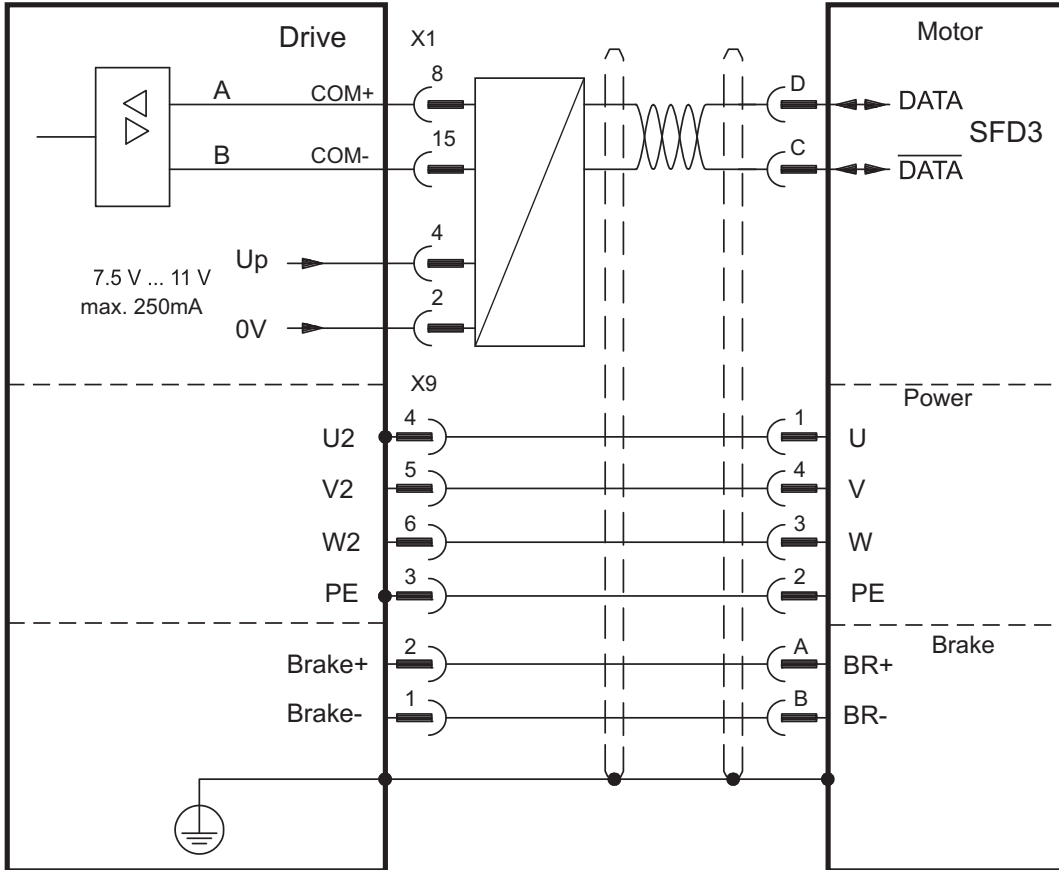 Drive
X1
Motor
A
COM+
8
D
DATA
SFD3
B
COM-
15
C
DATA
Up
4
7.5 V ... 11 V
max. 250mA
0V
2
X9
Power
U2
4
1
U
V2
5
4
V
W2
6
3
W
PE
3
2
PE
Brake
Brake+
2
A
BR+
Brake-
1
B
BR-